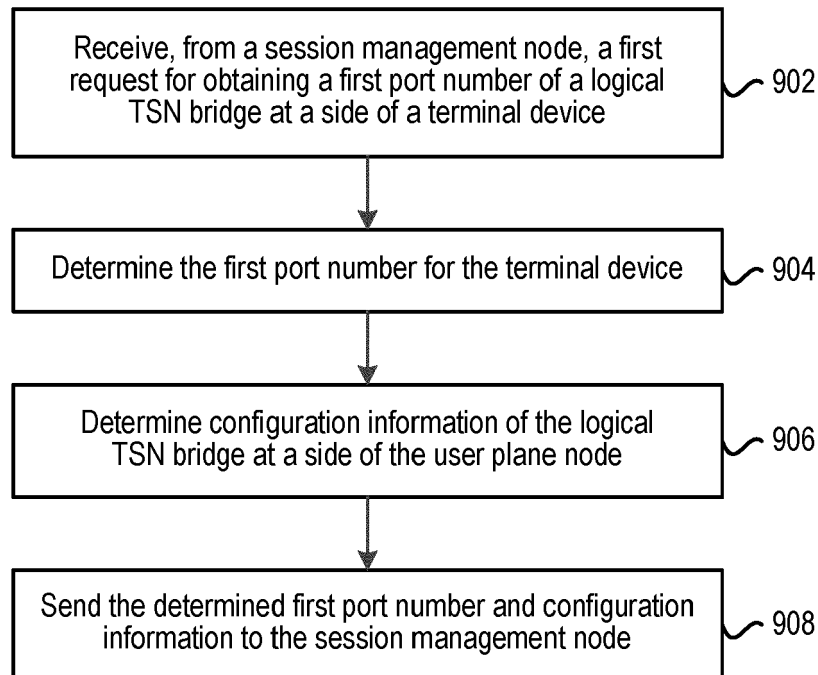 Receive, from a session management node, a first
request for obtaining a first port number of a logical
TSN bridge at a side of a terminal device
902
Determine the first port number for the terminal device
904
Determine configuration information of the logical
TSN bridge at a side of the user plane node
906
Send the determined first port number and configuration
information to the session management node
908